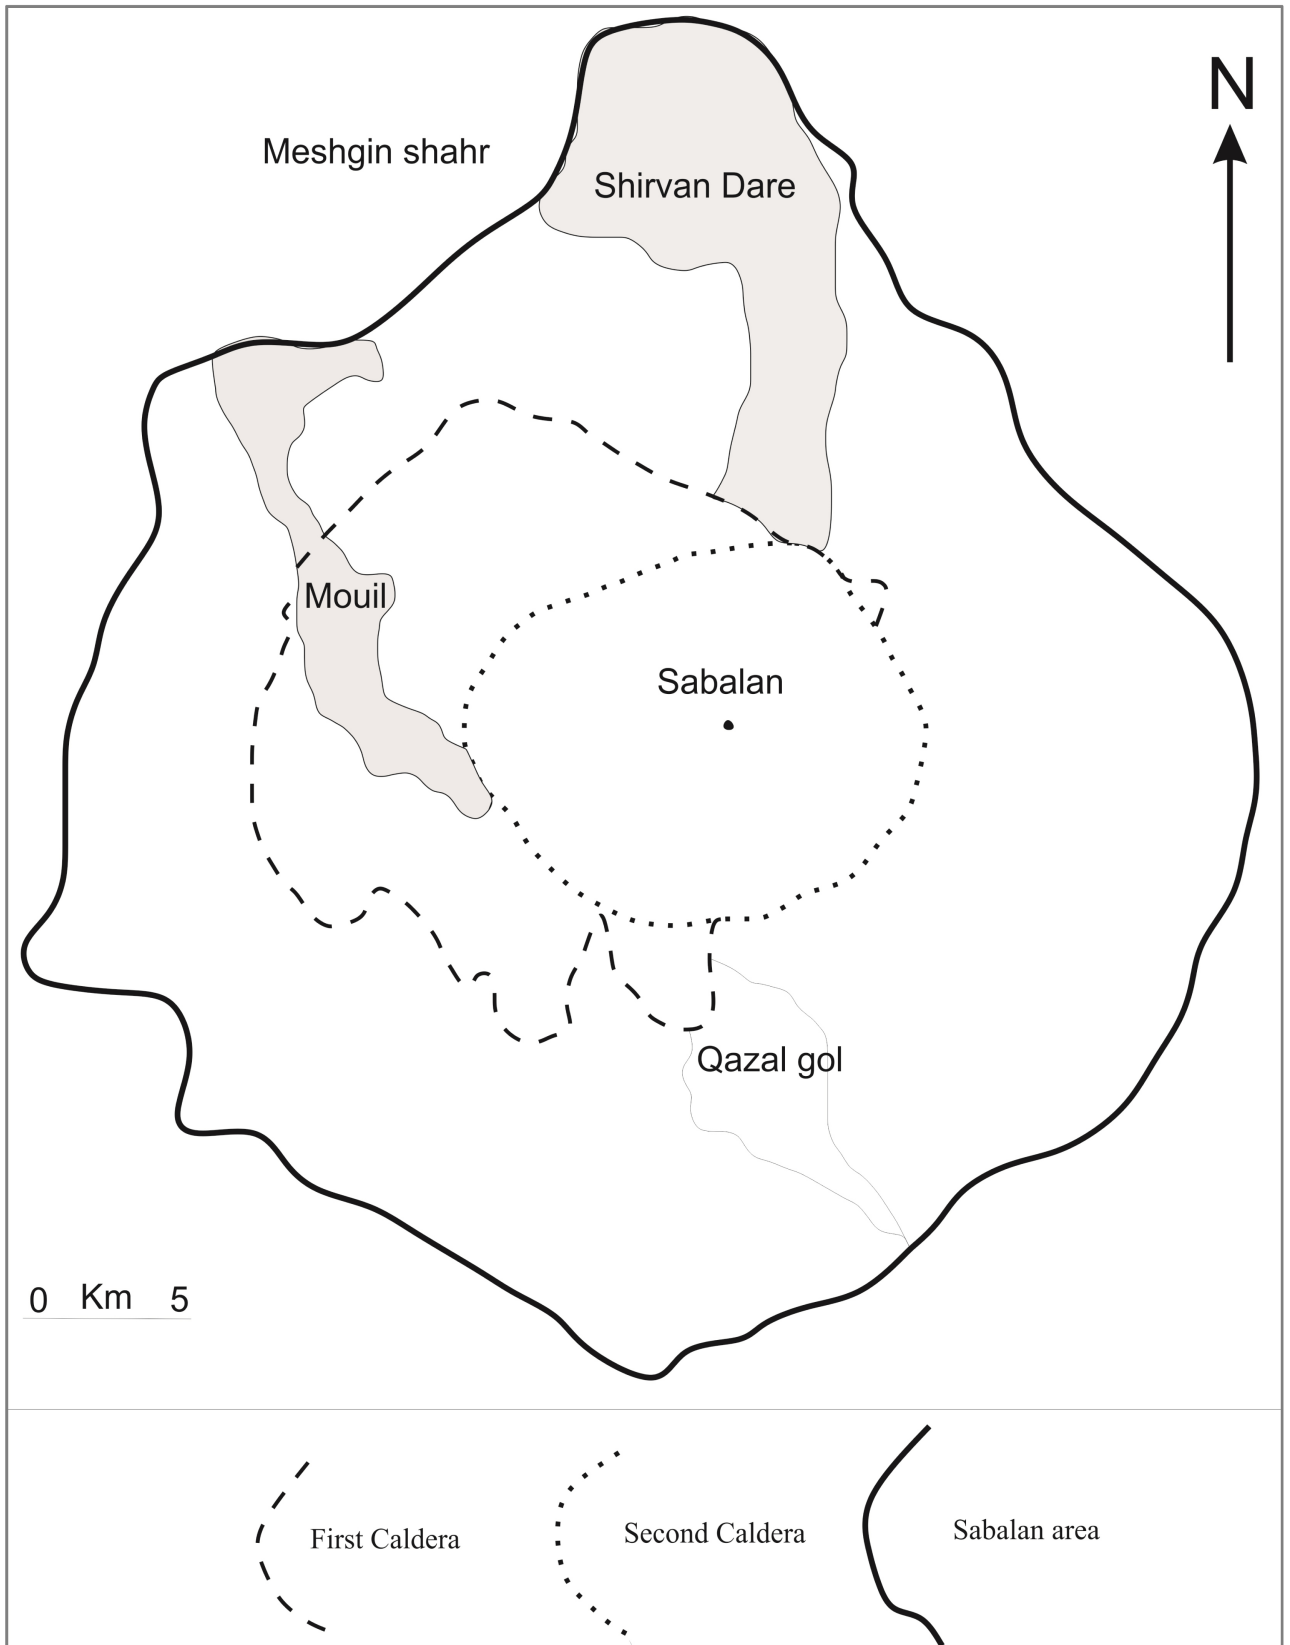 N
Meshgin shahr
Shirvan Dare
Mouil
Sabalan
Qazal gol
0 Km 5
First Caldera
Second Caldera
Sabalan area